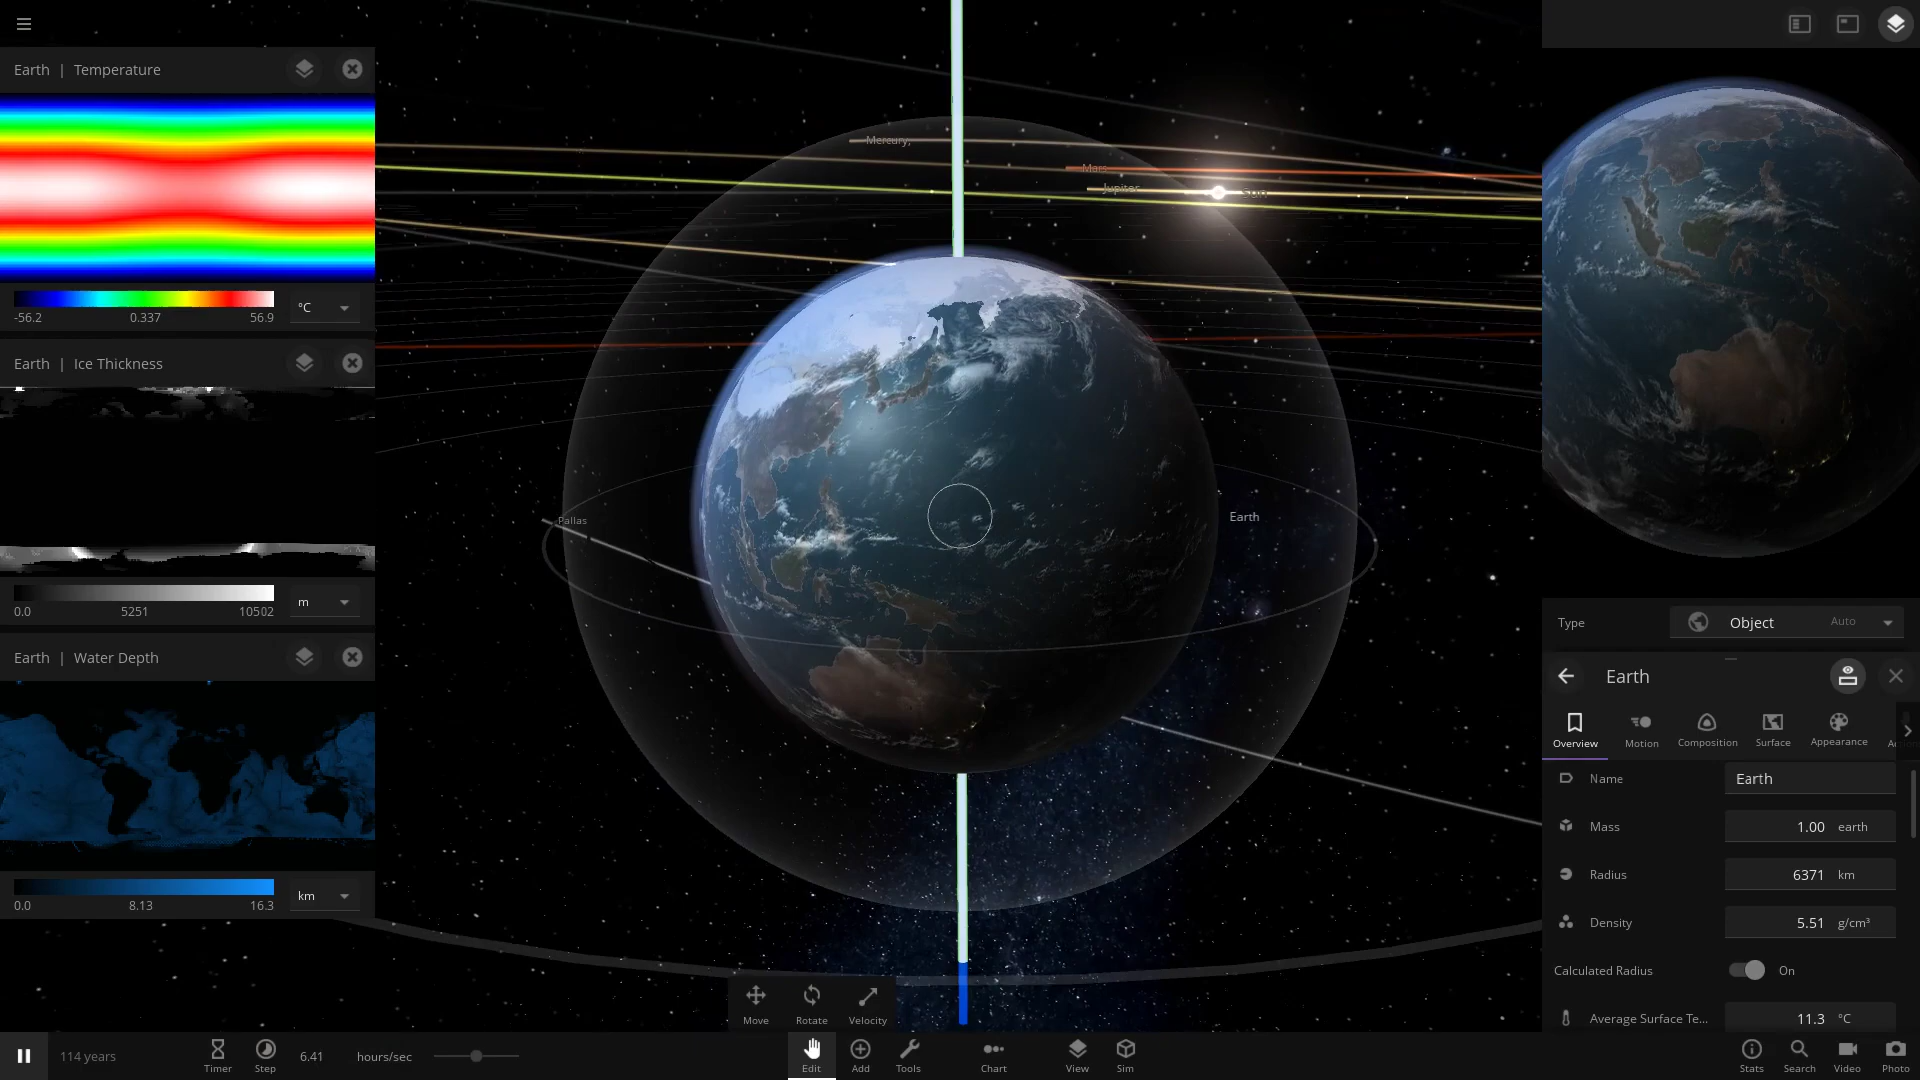 Earth | Temperature
-56.2 0.337 56.9 °C
Earth | Ice Thickness
0.0 5251 10502 m
Earth | Water Depth
0.0 8.13 16.3 km
Mercury,
Mars
Jupiter
Sun
Pallas
Earth
Type Object Auto
Earth
Overview Motion Composition Surface Appearance
Name Earth
Mass 1.00 earth
Radius 6371 km
Density 5.51 g/cm³
Calculated Radius On
Average Surface Te... 11.3 °C
Move Rotate Velocity
114 years Timer Step 6.41 hours/sec Edit Add Tools Chart View Sim Stats Search Video Photo